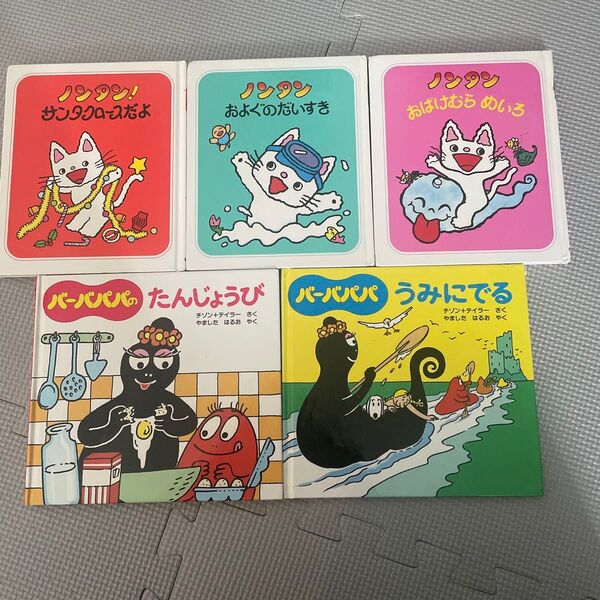 ノンタン!
サンタクロースだよ
ノンタン
およぐのだいすき
ノンタン
おばけむら めいろ
バーバパパの たんじょうび
チゾン+テイラー さく
やました はるお やく
バーバパパ うみにでる
チゾン+テイラー さく
やました はるお やく